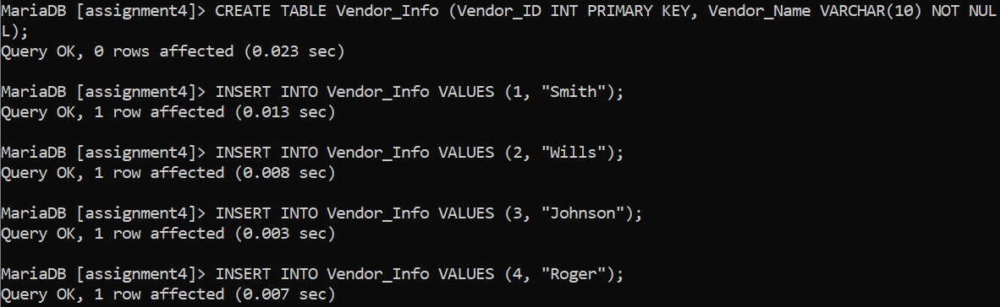 MariaDB [assignment4]> CREATE TABLE Vendor_Info (Vendor_ID INT PRIMARY KEY, Vendor_Name VARCHAR(10) NOT NUL
L);
Query OK, 0 rows affected (0.023 sec)
MariaDB [assignment4]> INSERT INTO Vendor_Info VALUES (1, "Smith");
Query OK, 1 row affected (0.013 sec)
MariaDB [assignment4]> INSERT INTO Vendor_Info VALUES (2, "Wills");
Query OK, 1 row affected (0.008 sec)
MariaDB [assignment4]> INSERT INTO Vendor_Info VALUES (3, "Johnson");
Query OK, 1 row affected (0.003 sec)
MariaDB [assignment4]> INSERT INTO Vendor_Info VALUES (4, "Roger");
Query OK, 1 row affected (0.007 sec)